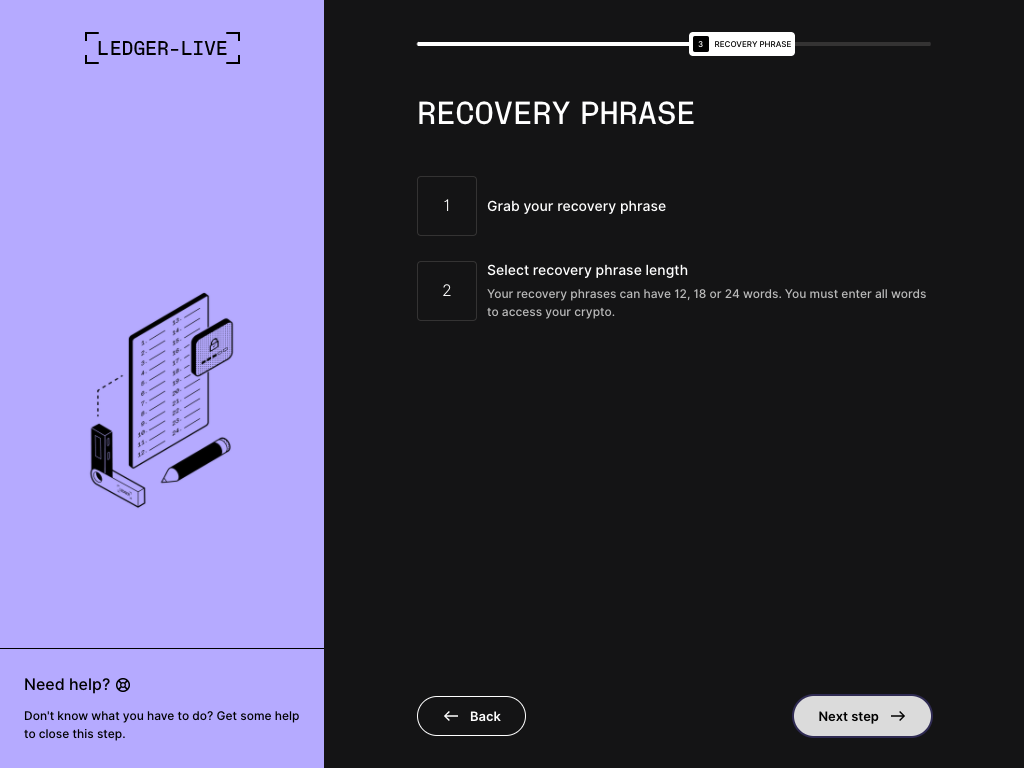 LEDGER-LIVE
3 RECOVERY PHRASE
RECOVERY PHRASE
1
Grab your recovery phrase
2
Select recovery phrase length
Your recovery phrases can have 12, 18 or 24 words. You must enter all words
to access your crypto.
Need help?
Don't know what you have to do? Get some help
to close this step.
Back
Next step